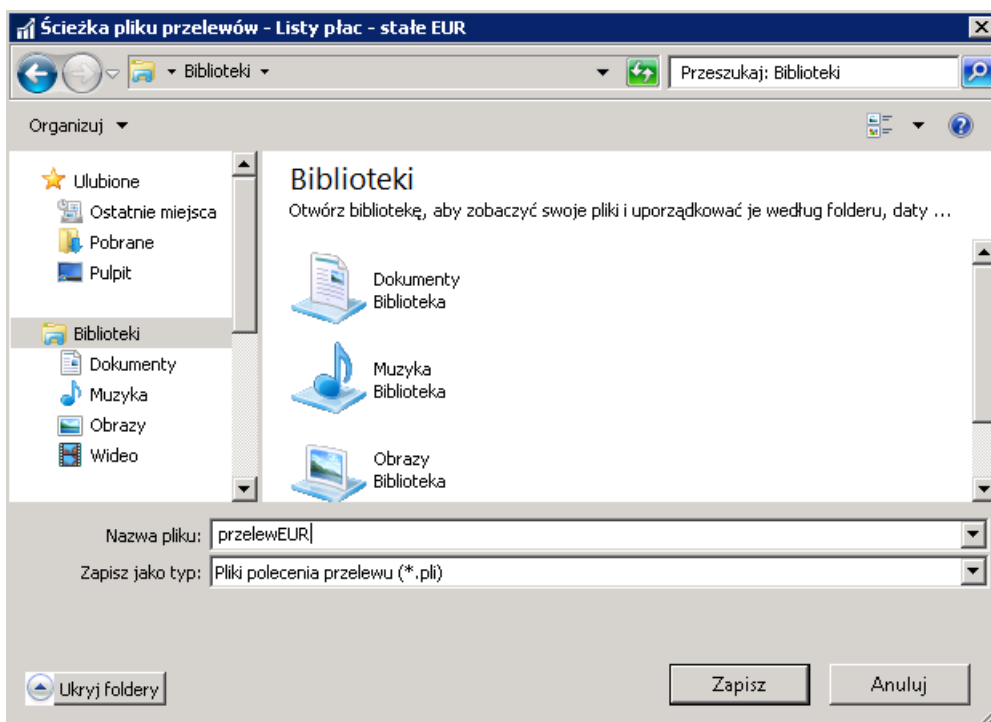 Ścieżka pliku przelewów - Listy płac - stałe EUR
Biblioteki
Przeszukaj: Biblioteki
Organizuj
Ulubione
Ostatnie miejsca
Pobrane
Pulpit
Biblioteki
Dokumenty
Muzyka
Obrazy
Wideo
Biblioteki
Otwórz bibliotekę, aby zobaczyć swoje pliki i uporządkować je według folderu, daty ...
Dokumenty
Biblioteka
Muzyka
Biblioteka
Obrazy
Biblioteka
Nazwa pliku: przelewEUR
Zapisz jako typ: Pliki polecenia przelewu (*.pli)
Ukryj foldery
Zapisz
Anuluj